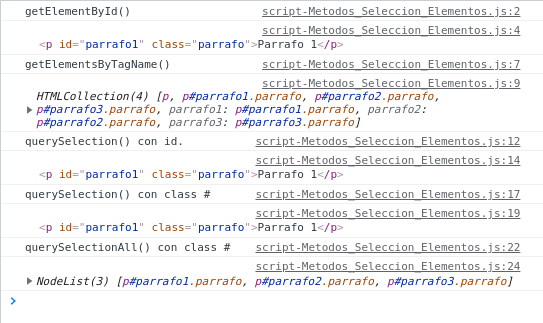 getElementById() script-Metodos_Seleccion_Elementos.js:2
script-Metodos_Seleccion_Elementos.js:4
<p id="parrafo1" class="parrafo">Parrafo 1</p>
getElementsByTagName() script-Metodos_Seleccion_Elementos.js:7
script-Metodos_Seleccion_Elementos.js:9
HTMLCollection(4) [p, p#parrafo1.parrafo, p#parrafo2.parrafo,
p#parrafo3.parrafo, parrafo1: p#parrafo1.parrafo, parrafo2:
p#parrafo2.parrafo, parrafo3: p#parrafo3.parrafo]
querySelection() con id. script-Metodos_Seleccion_Elementos.js:12
script-Metodos_Seleccion_Elementos.js:14
<p id="parrafo1" class="parrafo">Parrafo 1</p>
querySelection() con class # script-Metodos_Seleccion_Elementos.js:17
script-Metodos_Seleccion_Elementos.js:19
<p id="parrafo1" class="parrafo">Parrafo 1</p>
querySelectionAll() con class # script-Metodos_Seleccion_Elementos.js:22
script-Metodos_Seleccion_Elementos.js:24
NodeList(3) [p#parrafo1.parrafo, p#parrafo2.parrafo, p#parrafo3.parrafo]